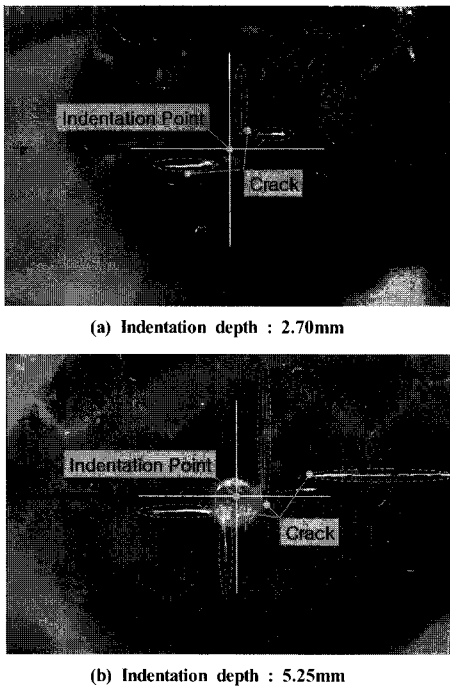 Indentation Point
Crack
(a) Indentation depth : 2.70mm
Indentation Point
Crack
(b) Indentation depth : 5.25mm